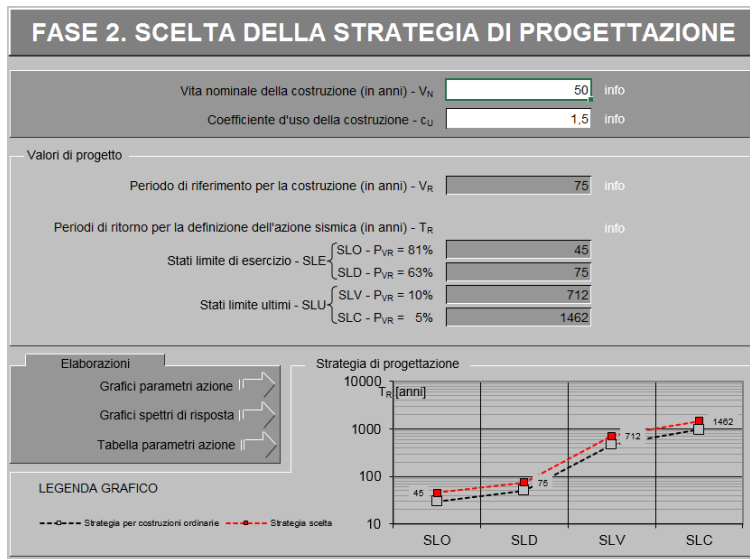 FASE 2. SCELTA DELLA STRATEGIA DI PROGETTAZIONE
Vita nominale della costruzione (in anni) - VN 50 info
Coefficiente d'uso della costruzione - cU 1,5 info
Valori di progetto
Periodo di riferimento per la costruzione (in anni) - VR 75 info
Periodi di ritorno per la definizione dell'azione sismica (in anni) - TR info
Stati limite di esercizio - SLE
SLO - PVR = 81% 45
SLD - PVR = 63% 75
Stati limite ultimi - SLU
SLV - PVR = 10% 712
SLC - PVR = 5% 1462
Elaborazioni
Grafici parametri azione
Grafici spettri di risposta
Tabella parametri azione
LEGENDA GRAFICO
Strategia per costruzioni ordinarie
Strategia scelta
Strategia di progettazione
TR [anni]
10000
1000
100
10
45
75
712
1462
SLO SLD SLV SLC